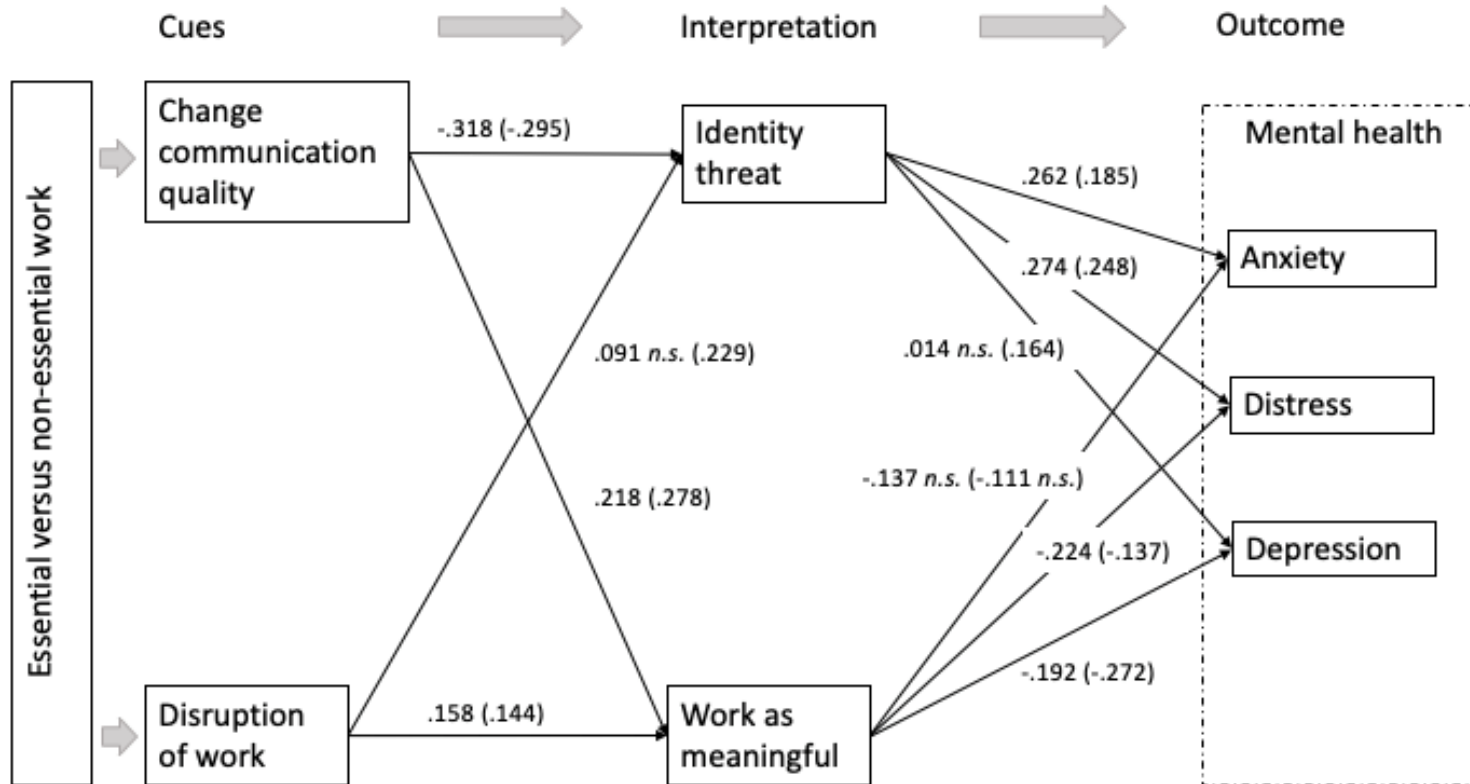 Cues
Interpretation
Outcome
Essential versus non-essential work
Change
communication
quality
-.318 (-.295)
Identity
threat
Mental health
.262 (.185)
Anxiety
.274 (.248)
.091 n.s. (.229)
.014 n.s. (.164)
Distress
-.137 n.s. (-.111 n.s.)
.218 (.278)
-.224 (-.137)
Depression
-.192 (-.272)
Disruption
of work
.158 (.144)
Work as
meaningful